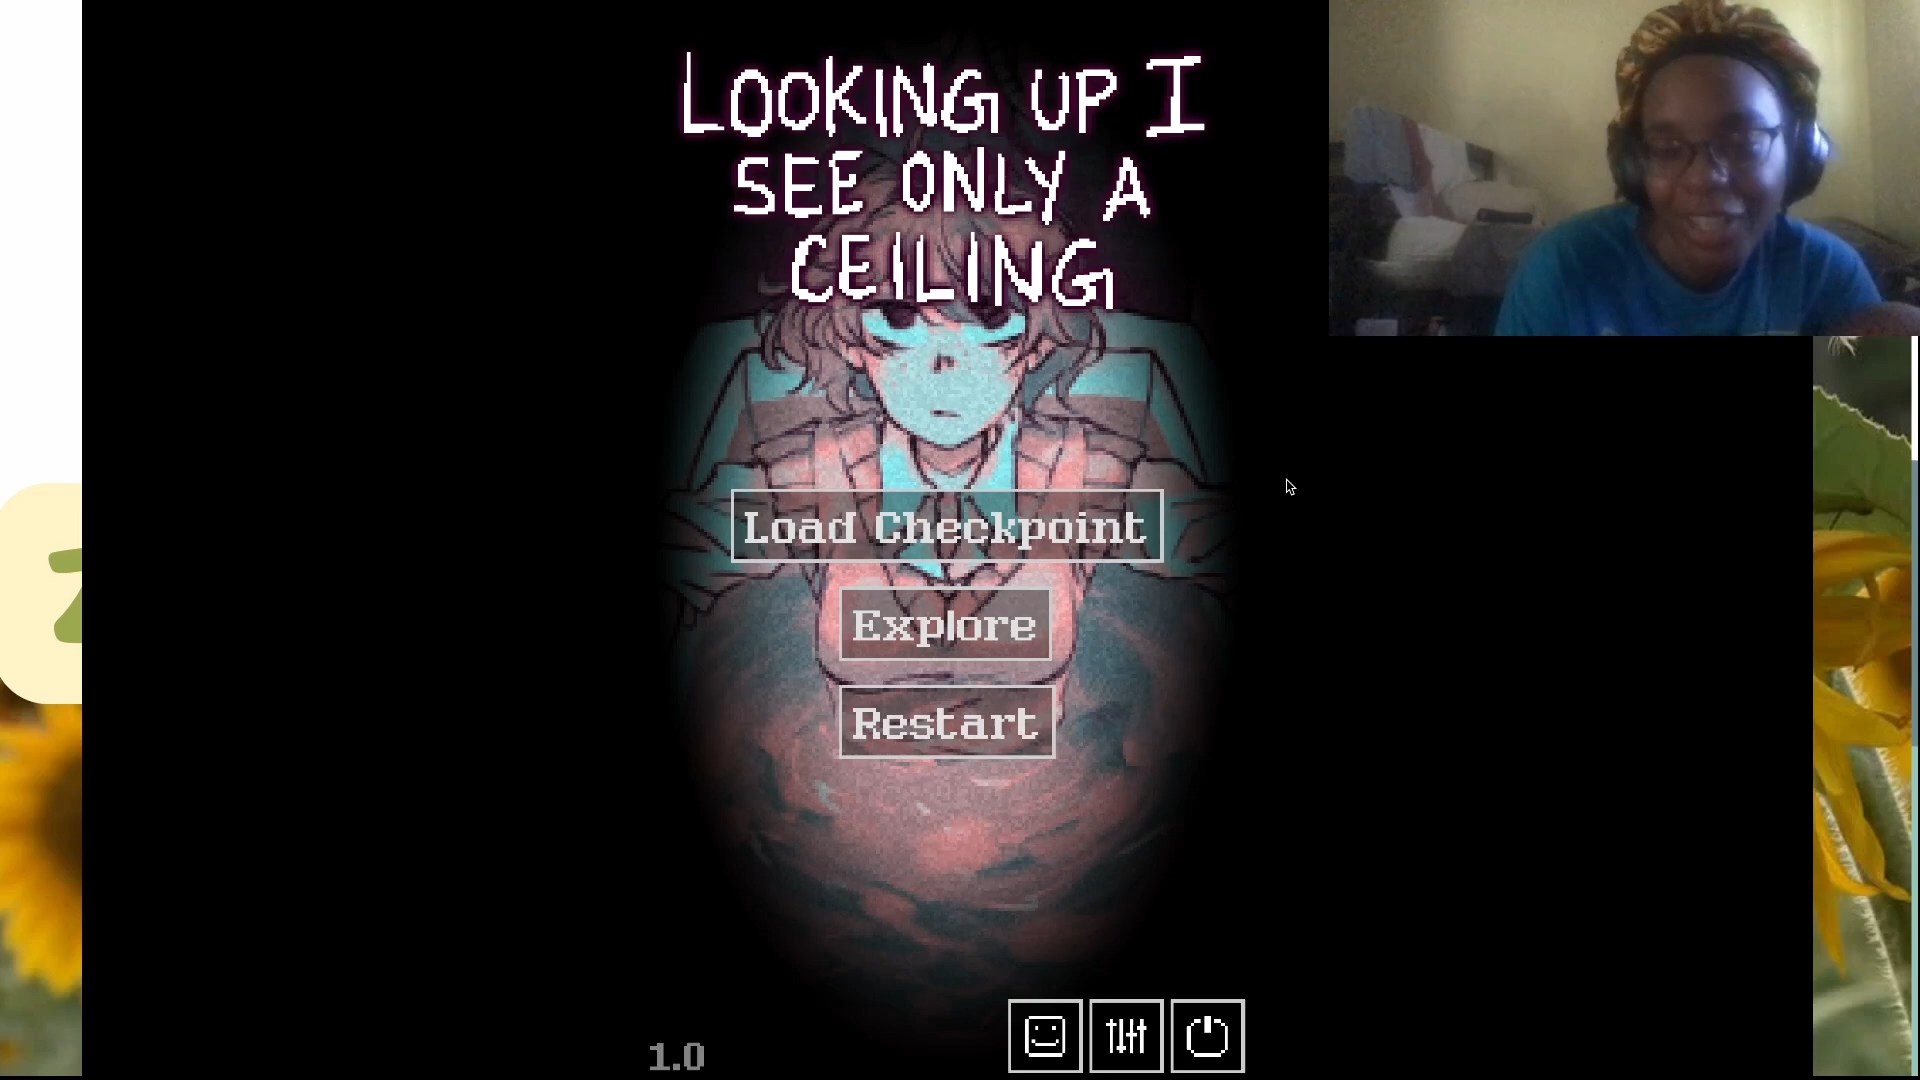 LOOKING UP I
SEE ONLY A
CEILING
Load Checkpoint
Explore
Restart
1.0